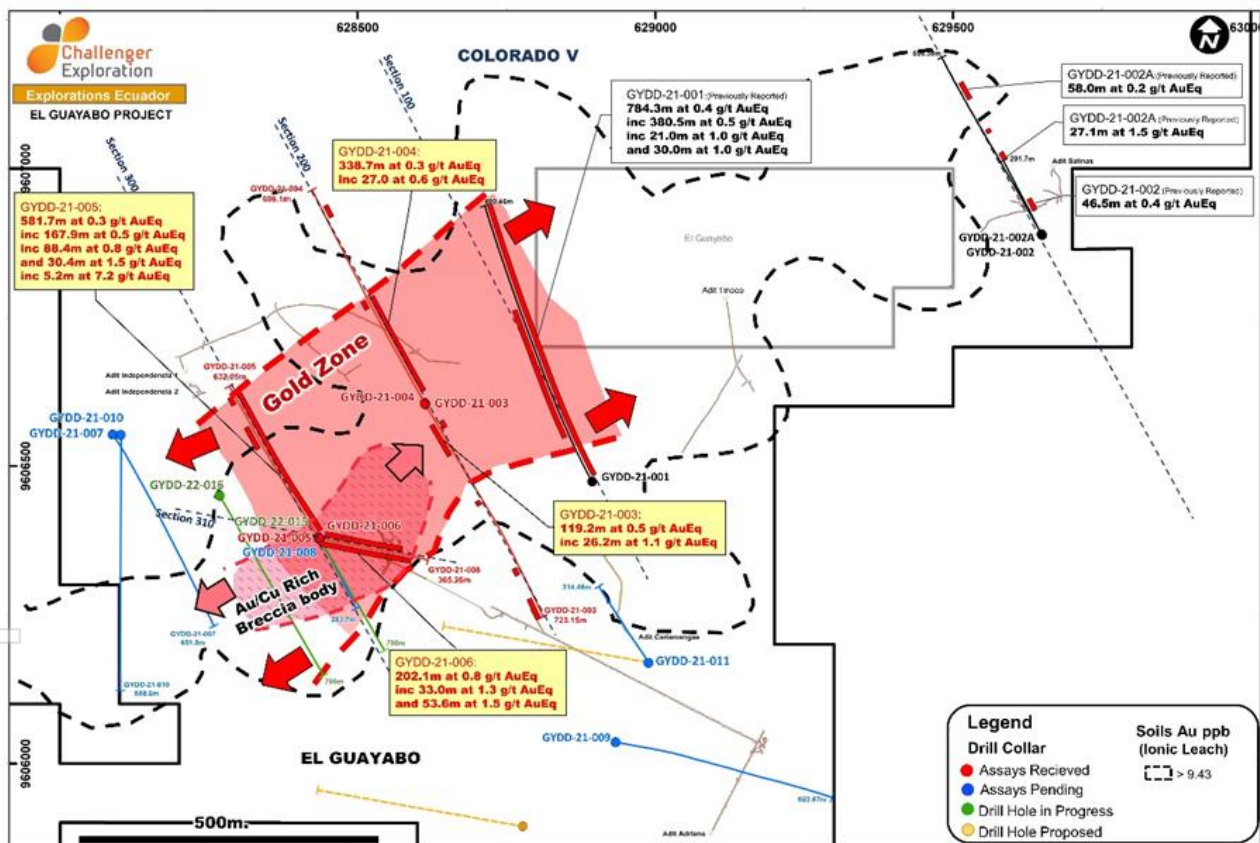 628500
629000
629500
63000
Challenger
Exploration
Explorations Ecuador
EL GUAYABO PROJECT
COLORADO V
N
Section 100
Section 200
Section 300
Section 310
9607000
9606500
9606000
GYDD-21-001: (Previously Reported)
784.3m at 0.4 g/t AuEq
inc 380.5m at 0.5 g/t AuEq
inc 21.0m at 1.0 g/t AuEq
and 30.0m at 1.0 g/t AuEq
GYDD-21-002A (Previously Reported)
58.0m at 0.2 g/t AuEq
GYDD-21-002A (Previously Reported)
27.1m at 1.5 g/t AuEq
GYDD-21-002 (Previously Reported)
46.5m at 0.4 g/t AuEq
291.7m
Adit Salinas
GYDD-21-002A
GYDD-21-002
GYDD-21-004:
338.7m at 0.3 g/t AuEq
Inc 27.0 at 0.6 g/t AuEq
GYDD-21-004
GYDD-21-005:
581.7m at 0.3 g/t AuEq
inc 167.9m at 0.5 g/t AuEq
Inc 88.4m at 0.8 g/t AuEq
and 30.4m at 1.5 g/t AuEq
inc 5.2m at 7.2 g/t AuEq
El Guayabo
Adit Tinoco
Gold Zone
GYDD-21-005
632.05m
Adit Independencia 1
Adit Independencia 2
GYDD-21-004
GYDD-21-003
GYDD-21-010
GYDD-21-007
GYDD-21-001
GYDD-22-016
GYDD-22-015
GYDD-21-006
GYDD-21-005
GYDD-21-008
GYDD-21-003:
119.2m at 0.5 g/t AuEq
inc 26.2m at 1.1 g/t AuEq
Au/Cu Rich
Breccia body
GYDD-21-003
723.15m
GYDD-21-007
GYDD-21-010
GYDD-21-011
GYDD-21-006:
202.1m at 0.8 g/t AuEq
inc 33.0m at 1.3 g/t AuEq
and 53.6m at 1.5 g/t AuEq
GYDD-21-009
EL GUAYABO
Adit Adriano
500m.
Legend
Drill Collar
Assays Recieved
Assays Pending
Drill Hole in Progress
Drill Hole Proposed
Soils Au ppb
(Ionic Leach)
> 9.43